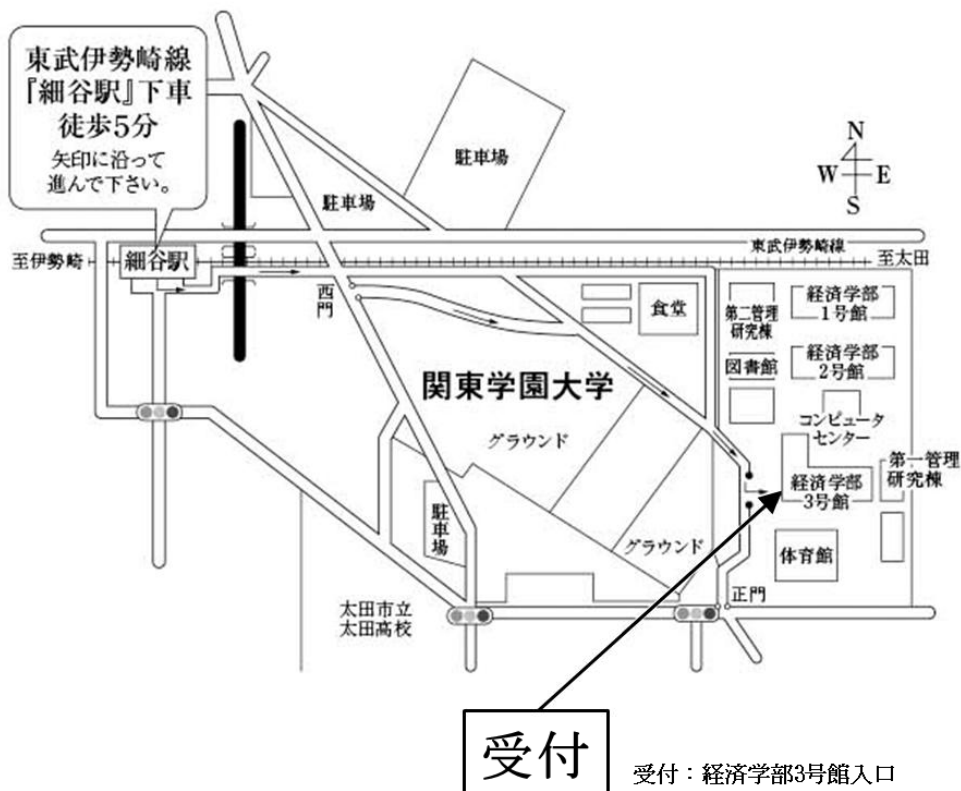 東武伊勢崎線
『細谷駅』下車
徒歩5分
矢印に沿って
進んで下さい。
駐車場
駐車場
N
W E
S
至伊勢崎
細谷駅
東武伊勢崎線
至太田
西門
食堂
第二管理
研究棟
経済学部
1号館
図書館
経済学部
2号館
関東学園大学
グラウンド
コンピュータ
センター
第一管理
研究棟
経済学部
3号館
駐車場
グラウンド
体育館
正門
太田市立
太田高校
受付
受付：経済学部3号館入口